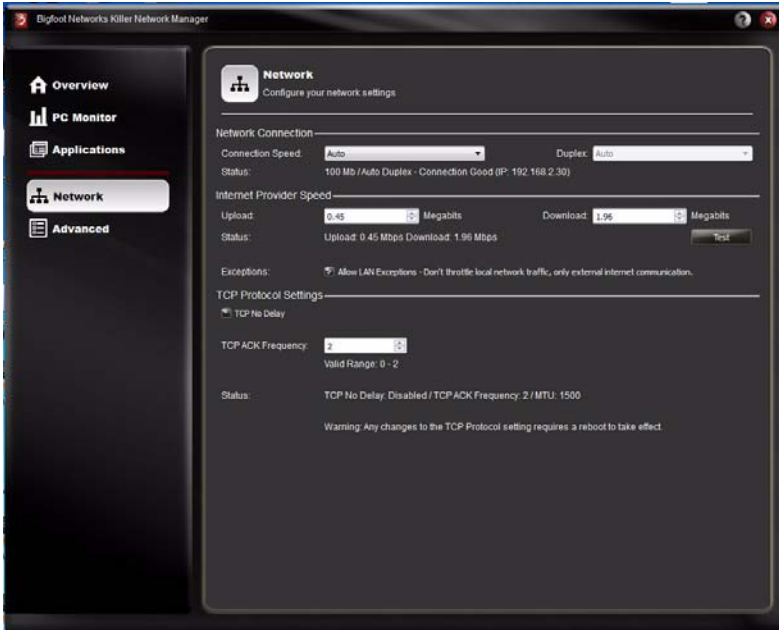 Bigfoot Networks Killer Network Manager
Overview
PC Monitor
Applications
Network
Advanced
Network
Configure your network settings
Network Connection
Connection Speed: Auto Duplex: Auto
Status: 100 Mb / Auto Duplex - Connection Good (IP: 192.168.2.30)
Internet Provider Speed
Upload: 0.45 Megabits Download: 1.96 Megabits
Status: Upload: 0.45 Mbps Download: 1.96 Mbps Test
Exceptions: Allow LAN Exceptions - Don't throttle local network traffic, only external internet communication.
TCP Protocol Settings
TCP No Delay
TCP ACK Frequency: 2
Valid Range: 0 - 2
Status: TCP No Delay: Disabled / TCP ACK Frequency: 2 / MTU: 1500
Warning: Any changes to the TCP Protocol setting requires a reboot to take effect.